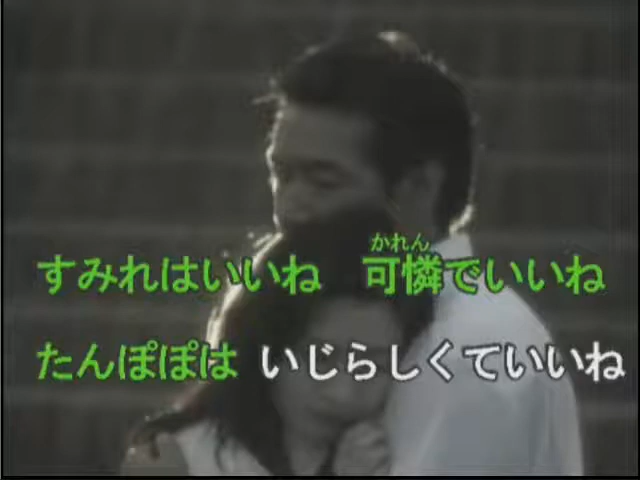 かれん
すみれはいいね 可憐でいいね
たんぽぽは いじらしくていいね